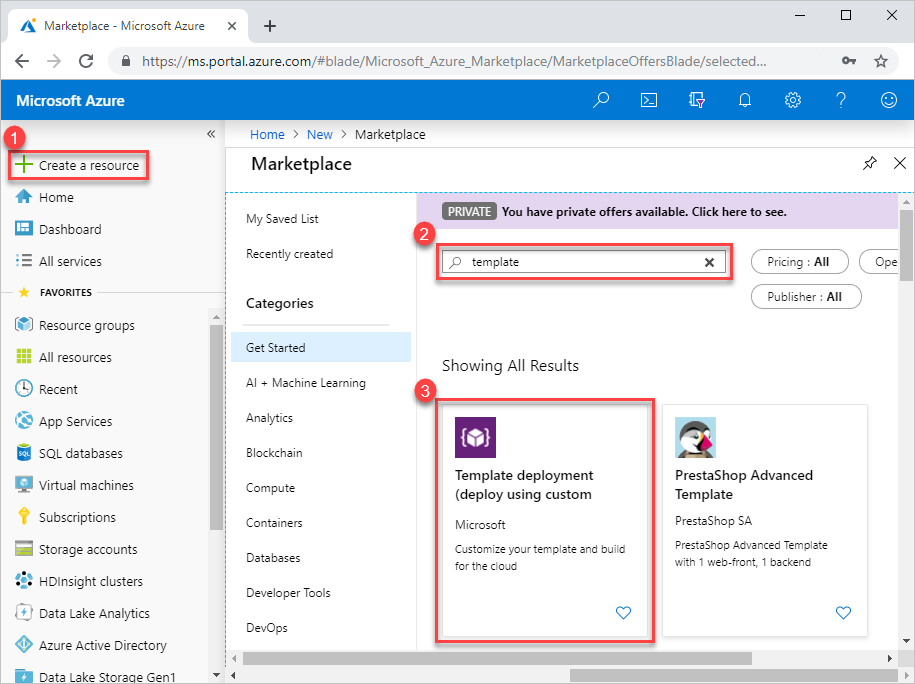 Marketplace - Microsoft Azure
https://ms.portal.azure.com/#blade/Microsoft_Azure_Marketplace/MarketplaceOffersBlade/selected...
Microsoft Azure
1
Create a resource
Home
Dashboard
All services
FAVORITES
Resource groups
All resources
Recent
App Services
SQL databases
Virtual machines
Subscriptions
Storage accounts
HDInsight clusters
Data Lake Analytics
Azure Active Directory
Data Lake Storage Gen1
Home > New > Marketplace
Marketplace
My Saved List
Recently created
Categories
Get Started
AI + Machine Learning
Analytics
Blockchain
Compute
Containers
Databases
Developer Tools
DevOps
PRIVATE You have private offers available. Click here to see.
2
template
Pricing : All
Ope
Publisher : All
Showing All Results
3
Template deployment
(deploy using custom
Microsoft
Customize your template and build
for the cloud
PrestaShop Advanced
Template
PrestaShop SA
PrestaShop Advanced Template
with 1 web-front, 1 backend